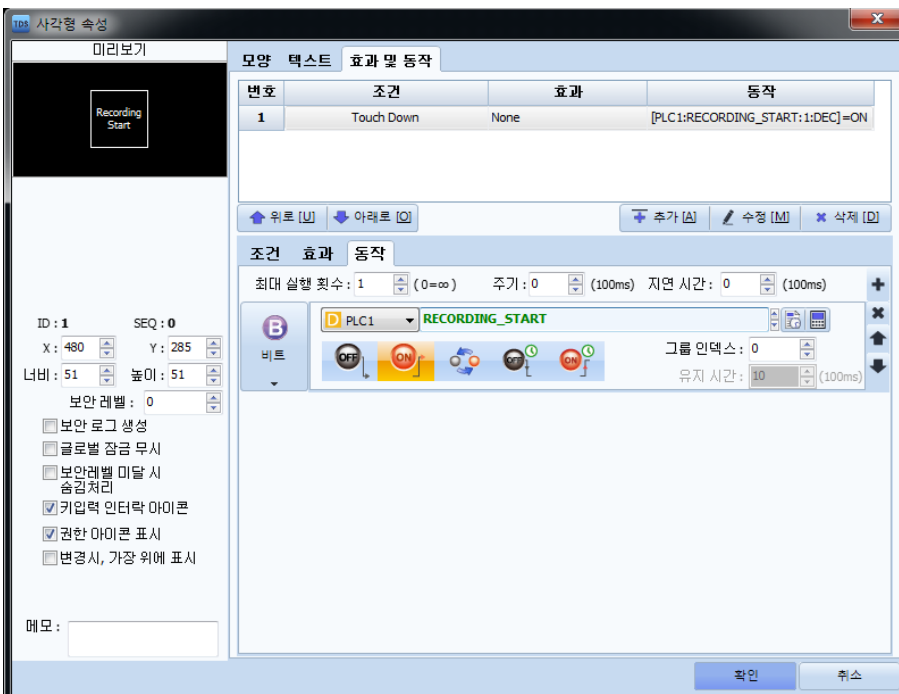 TDS 사각형 속성
미리보기
Recording
Start
모양 텍스트 효과 및 동작
번호 조건 효과 동작
1 Touch Down None [PLC1:RECORDING_START:1:DEC]=ON
위로 [U] 아래로 [O] 추가 [A] 수정 [M] 삭제 [D]
조건 효과 동작
최대 실행 횟수 : 1 ( 0=∞ ) 주기 : 0 (100ms) 지연 시간 : 0 (100ms)
B 비트
D PLC1 RECORDING_START
OFF ON OFF ON
그룹 인덱스 : 0
유지 시간 : 10 (100ms)
ID : 1 SEQ : 0
X : 480 Y : 285
너비 : 51 높이 : 51
보안 레벨 : 0
보안 로그 생성
글로벌 잠금 무시
보안레벨 미달 시
숨김처리
키입력 인터락 아이콘
권한 아이콘 표시
변경시, 가장 위에 표시
메모 :
확인 취소